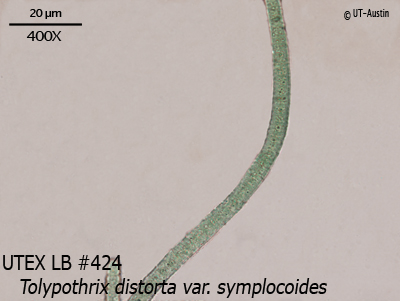 20 µm
© UT-Austin
400X
UTEX LB #424
Tolypothrix distorta var. symplocoides